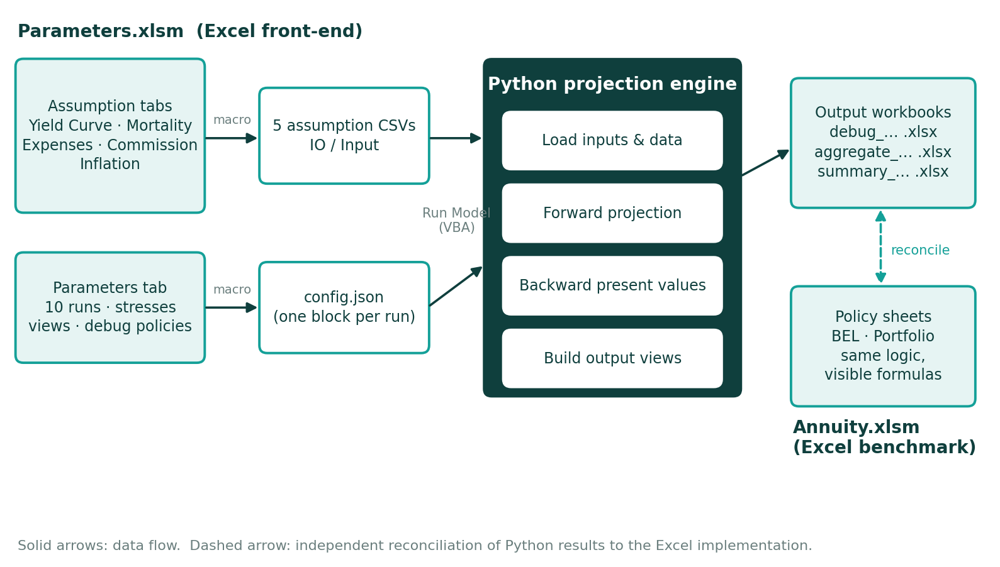 Parameters.xlsm  (Excel front-end)
Assumption tabs
Yield Curve · Mortality
Expenses · Commission
Inflation
macro
5 assumption CSVs
IO / Input
Parameters tab
10 runs · stresses
views · debug policies
macro
config.json
(one block per run)
Run Model
(VBA)
Python projection engine
Load inputs & data
Forward projection
Backward present values
Build output views
Output workbooks
debug_... .xlsx
aggregate_... .xlsx
summary_... .xlsx
reconcile
Policy sheets
BEL · Portfolio
same logic,
visible formulas
Annuity.xlsm
(Excel benchmark)
Solid arrows: data flow.  Dashed arrow: independent reconciliation of Python results to the Excel implementation.